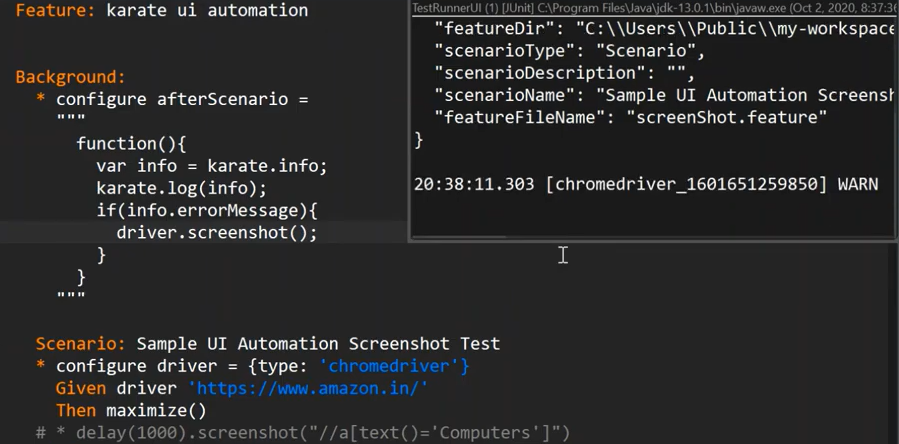 Feature: karate ui automation
Background:
* configure afterScenario =
"""
function(){
var info = karate.info;
karate.log(info);
if(info.errorMessage){
driver.screenshot();
}
}
"""
Scenario: Sample UI Automation Screenshot Test
* configure driver = {type: 'chromedriver'}
Given driver 'https://www.amazon.in/'
Then maximize()
# * delay(1000).screenshot("//a[text()='Computers']")
TestRunnerUI (1) [JUnit] C:\Program Files\Java\jdk-13.0.1\bin\javaw.exe (Oct 2, 2020, 8:37:36
"featureDir": "C:\\Users\\Public\\my-workspace
"scenarioType": "Scenario",
"scenarioDescription": "",
"scenarioName": "Sample UI Automation Screensh
"featureFileName": "screenShot.feature"
}
20:38:11.303 [chromedriver_1601651259850] WARN